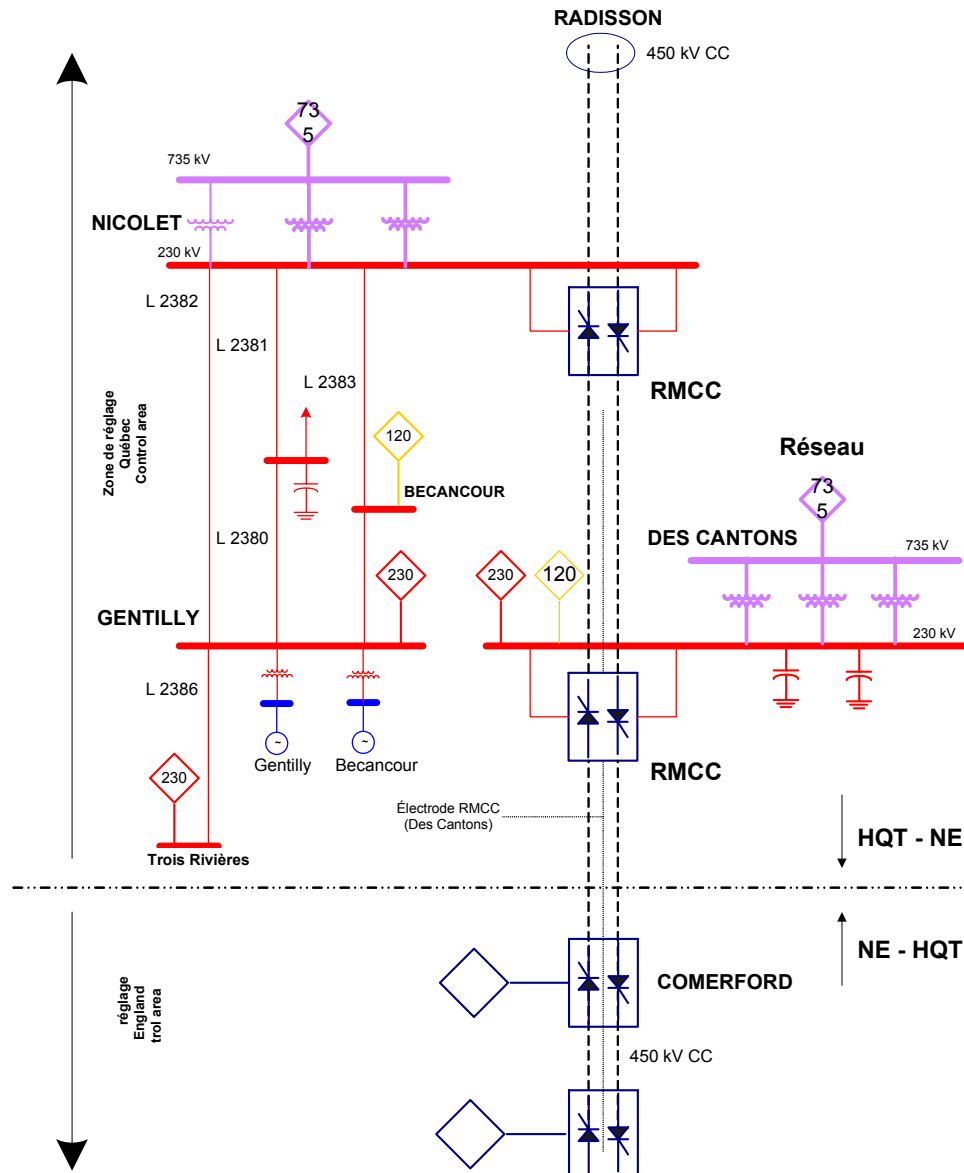 RADISSON
450 kV CC
73
5
735 kV
NICOLET
230 kV
L 2382
L 2381
L 2383
RMCC
Zone de réglage
Québec
Control area
120
BECANCOUR
Réseau
73
5
DES CANTONS
735 kV
L 2380
230
230
120
GENTILLY
230 kV
L 2386
~
~
Gentilly
Becancour
RMCC
230
Électrode RMCC
(Des Cantons)
Trois Rivières
HQT - NE
NE - HQT
COMERFORD
réglage
England
trol area
450 kV CC